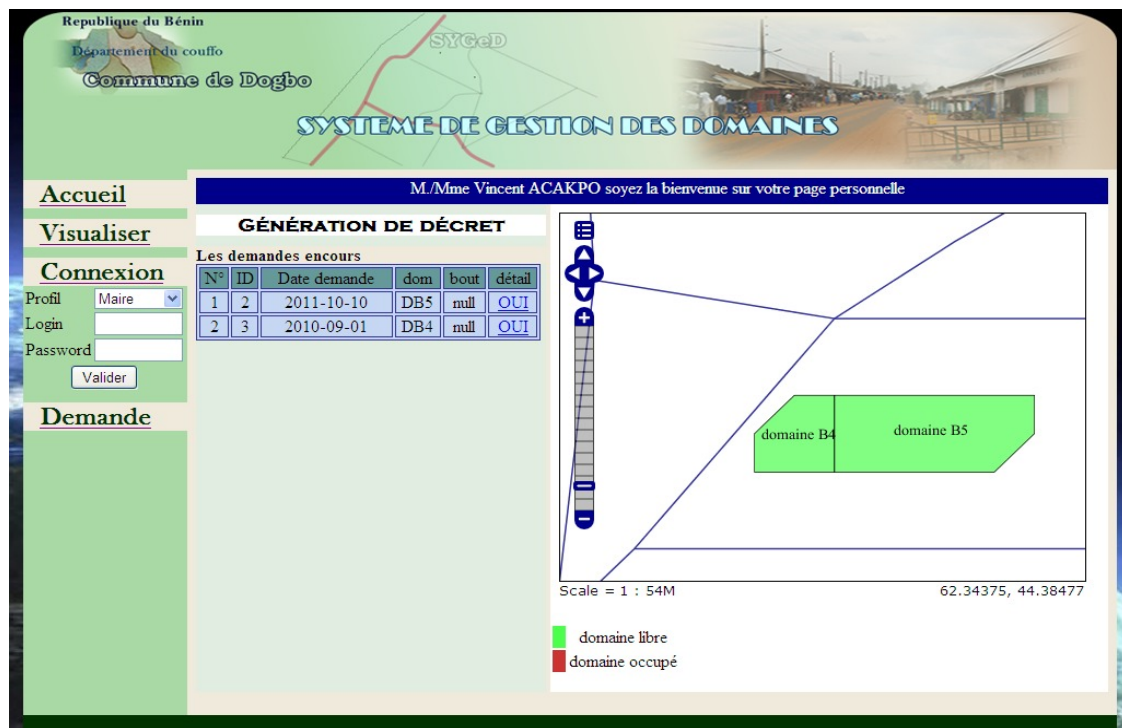 Republique du Bénin
Département du couffo
Commune de Dogbo
SYGeD
SYSTEME DE GESTION DES DOMAINES
Accueil
Visualiser
Connexion
Profil Maire
Login
Password
Valider
Demande
M./Mme Vincent ACAKPO soyez la bienvenue sur votre page personnelle
GÉNÉRATION DE DÉCRET
Les demandes encours
N° ID Date demande dom bout détail
1 2 2011-10-10 DB5 null OUI
2 3 2010-09-01 DB4 null OUI
domaine B4 domaine B5
Scale = 1 : 54M 62.34375, 44.38477
domaine libre
domaine occupé